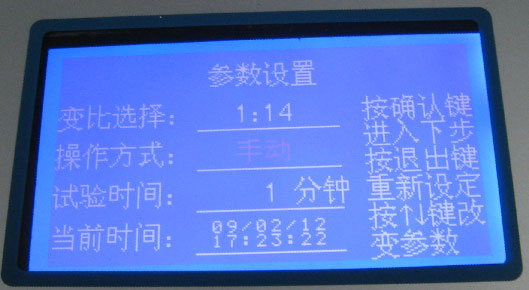 参数设置
变比选择: 1:14
操作方式: 手动
试验时间: 1 分钟
当前时间: 09/02/12
17:23:22
按确认键
进入下步
按退出键
重新设定
按↑↓键改
变参数